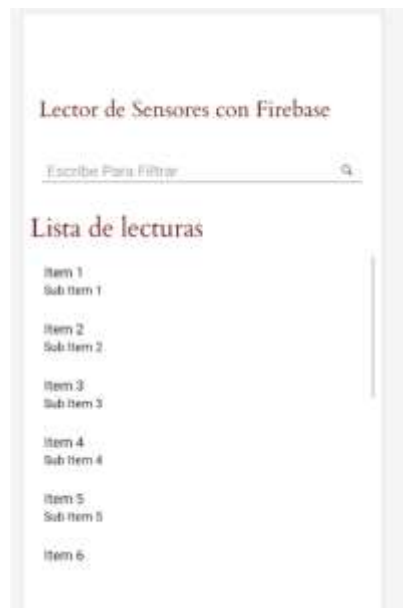 Lector de Sensores con Firebase
Escribe Para Filtrar
Lista de lecturas
Item 1
Sub Item 1
Item 2
Sub Item 2
Item 3
Sub Item 3
Item 4
Sub Item 4
Item 5
Sub Item 5
Item 6